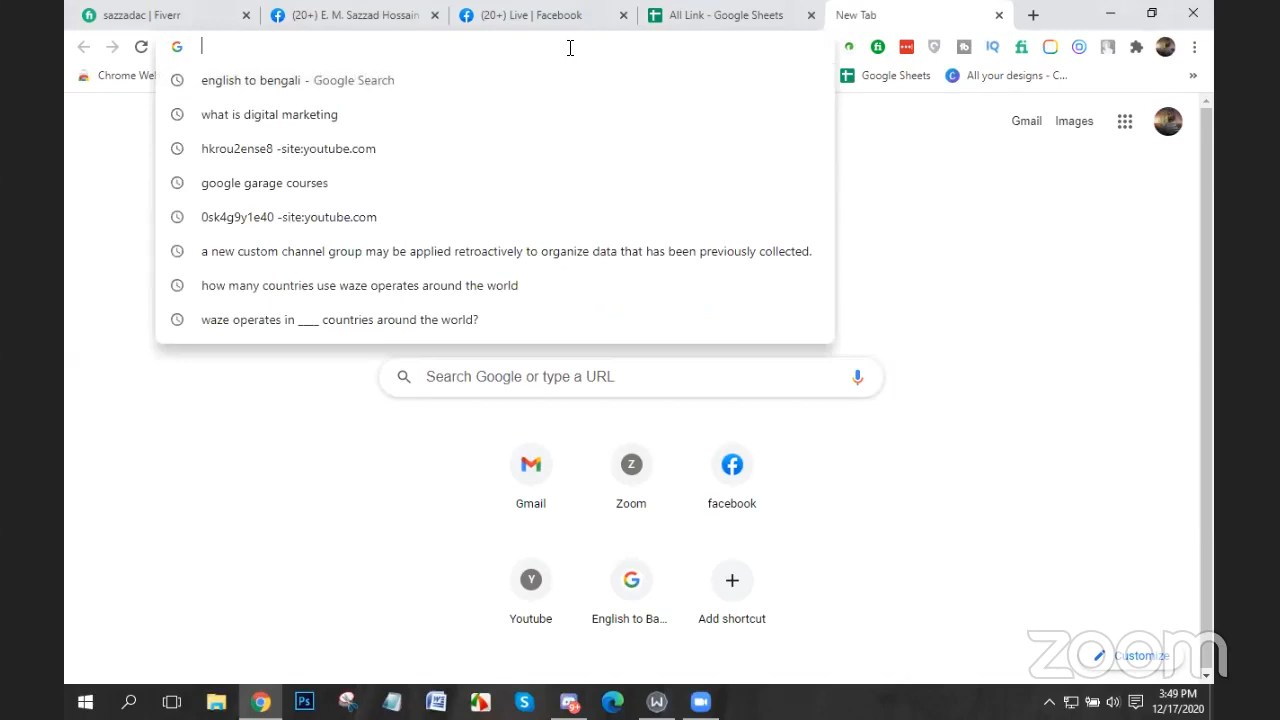 sazzadac | Fiverr
(20+) E. M. Sazzad Hossain
(20+) Live | Facebook
All Link - Google Sheets
New Tab
Chrome Web
Google Sheets
All your designs - C...
»
english to bengali - Google Search
what is digital marketing
hkrou2ense8 -site:youtube.com
google garage courses
0sk4g9y1e40 -site:youtube.com
a new custom channel group may be applied retroactively to organize data that has been previously collected.
how many countries use waze operates around the world
waze operates in ____ countries around the world?
Gmail Images
Search Google or type a URL
Gmail
Zoom
facebook
Youtube
English to Ba...
Add shortcut
Customize
zoom
3:49 PM
12/17/2020